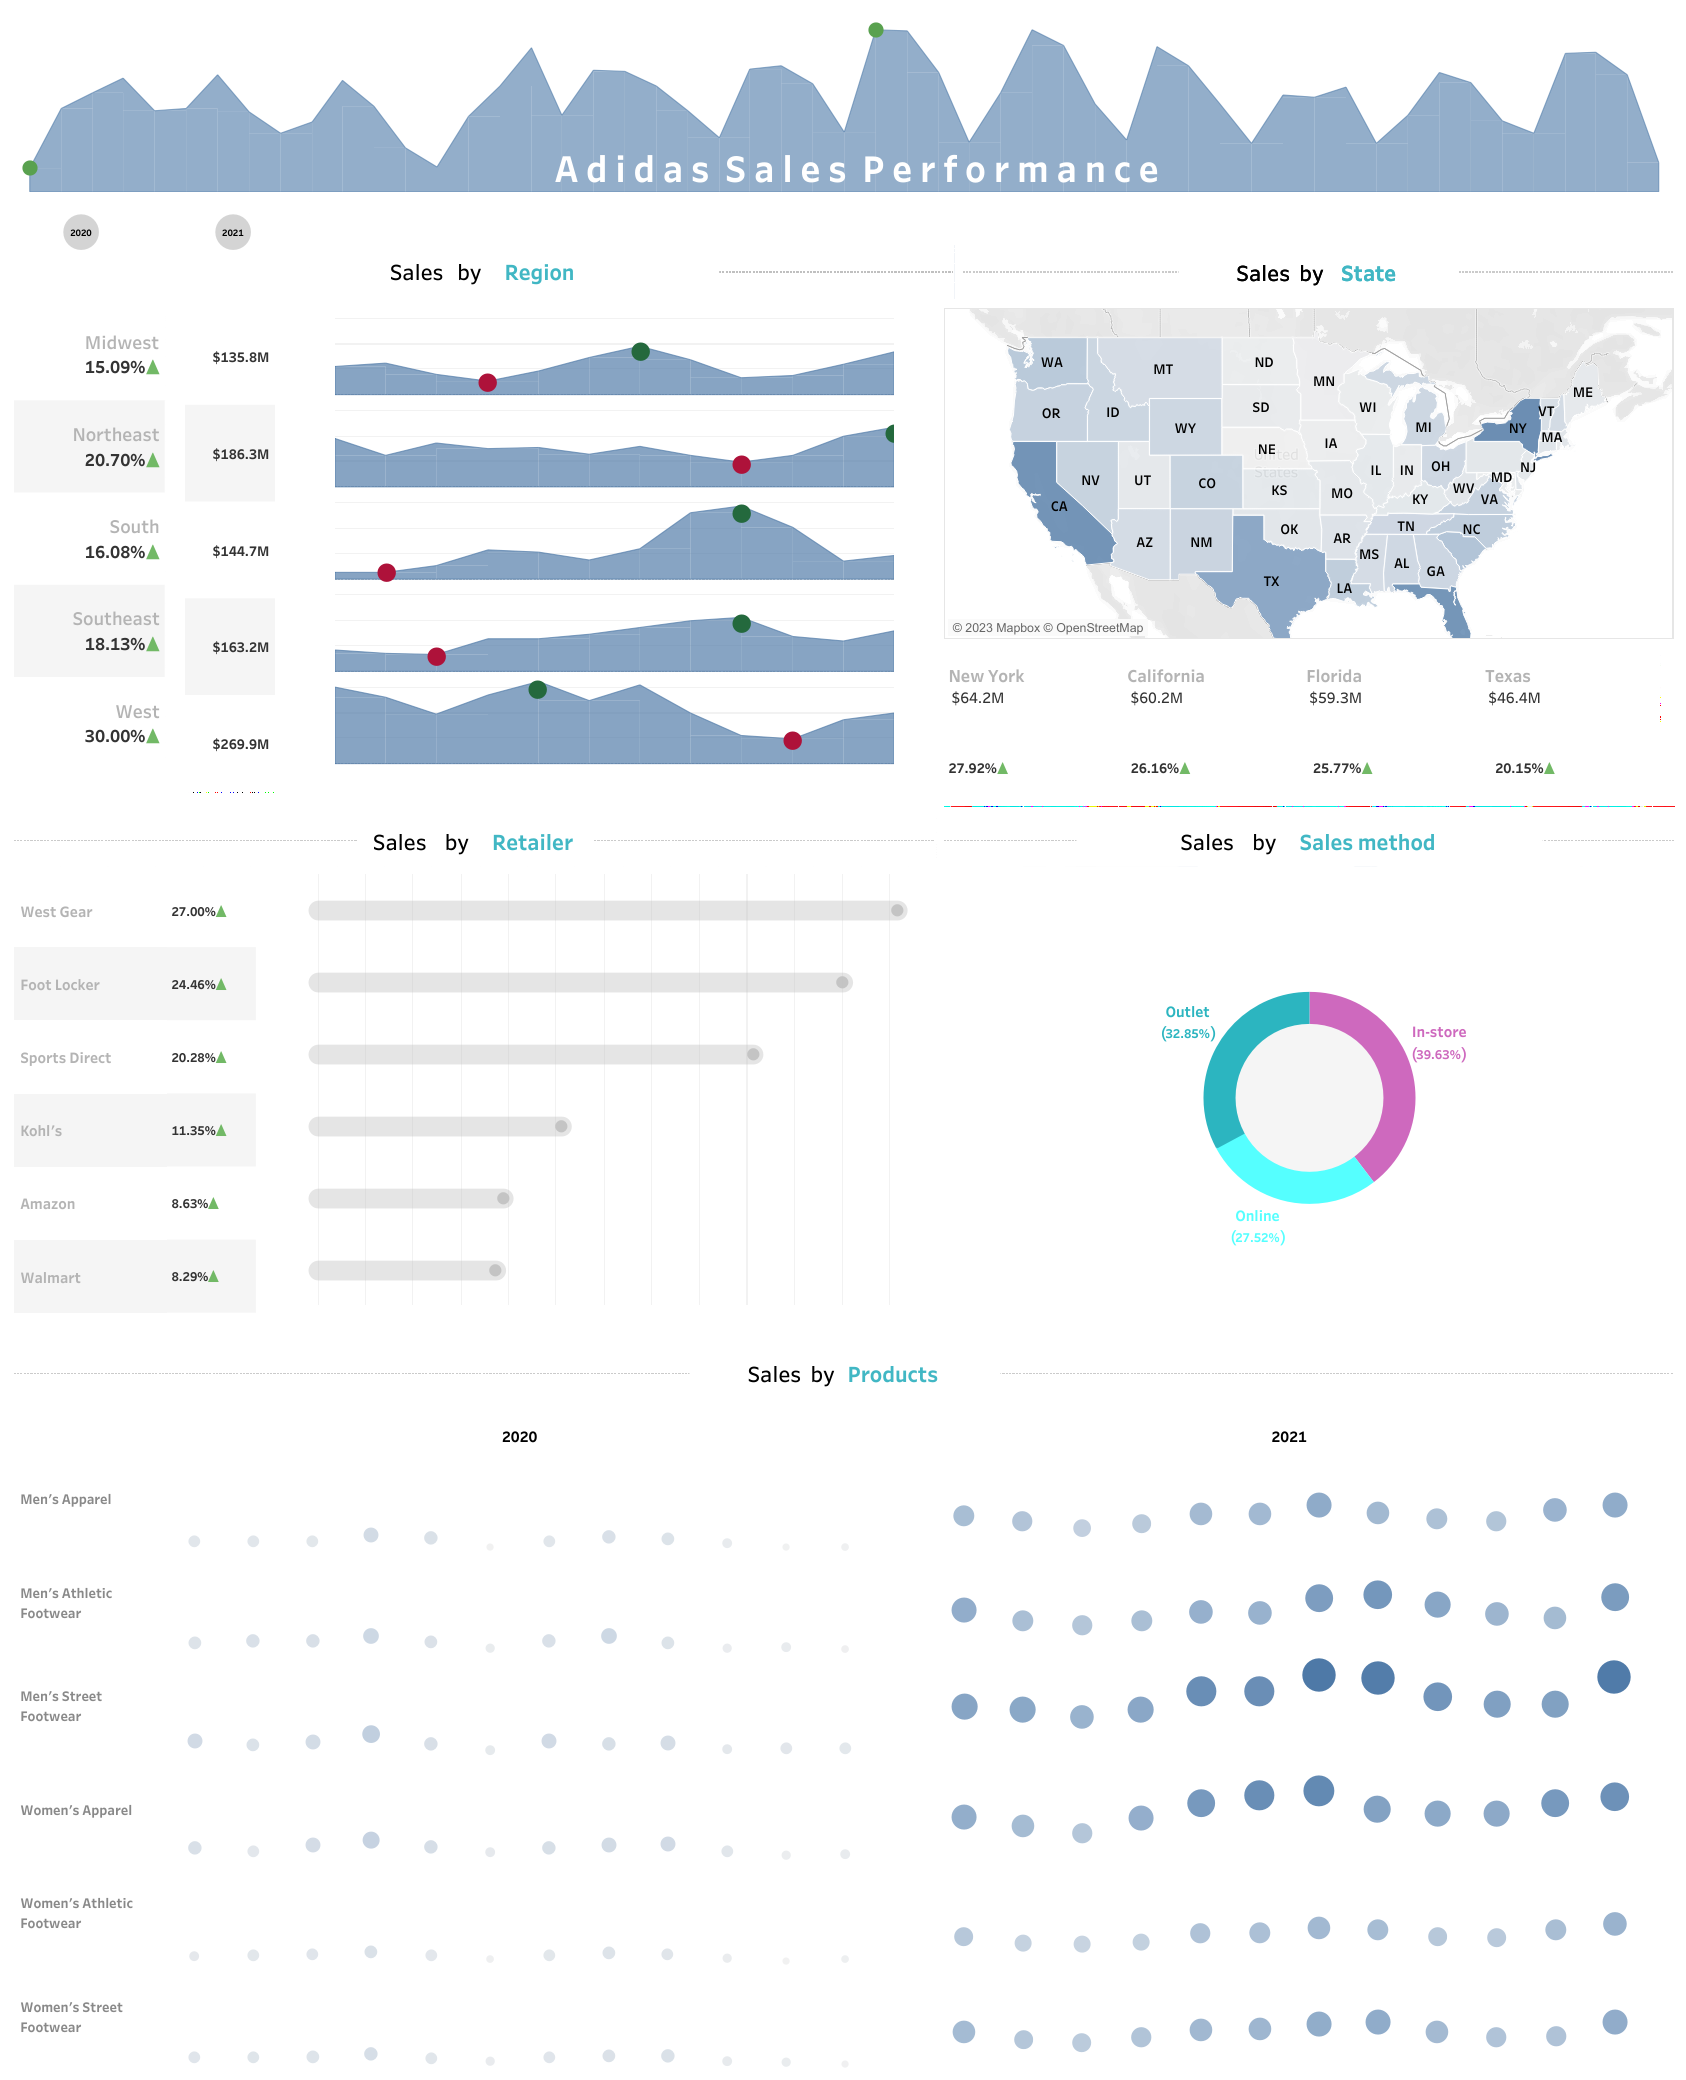 Adidas Sales Performance
2020
2021
Sales by Region
Midwest
15.09%▲
$135.8M
Northeast
20.70%▲
$186.3M
South
16.08%▲
$144.7M
Southeast
18.13%▲
$163.2M
West
30.00%▲
$269.9M
Sales by State
WA
MT
ND
MN
ME
OR
ID
WY
SD
WI
MI
NY
VT
MA
NE
IA
United
States
NV
UT
CO
KS
MO
IL
IN
OH
NJ
MD
WV
VA
KY
CA
AZ
NM
OK
AR
TN
NC
TX
LA
MS
AL
GA
© 2023 Mapbox © OpenStreetMap
New York
$64.2M
27.92%▲
California
$60.2M
26.16%▲
Florida
$59.3M
25.77%▲
Texas
$46.4M
20.15%▲
Sales by Retailer
West Gear
27.00%▲
Foot Locker
24.46%▲
Sports Direct
20.28%▲
Kohl's
11.35%▲
Amazon
8.63%▲
Walmart
8.29%▲
Sales by Sales method
Outlet
(32.85%)
In-store
(39.63%)
Online
(27.52%)
Sales by Products
2020
2021
Men's Apparel
Men's Athletic
Footwear
Men's Street
Footwear
Women's Apparel
Women's Athletic
Footwear
Women's Street
Footwear